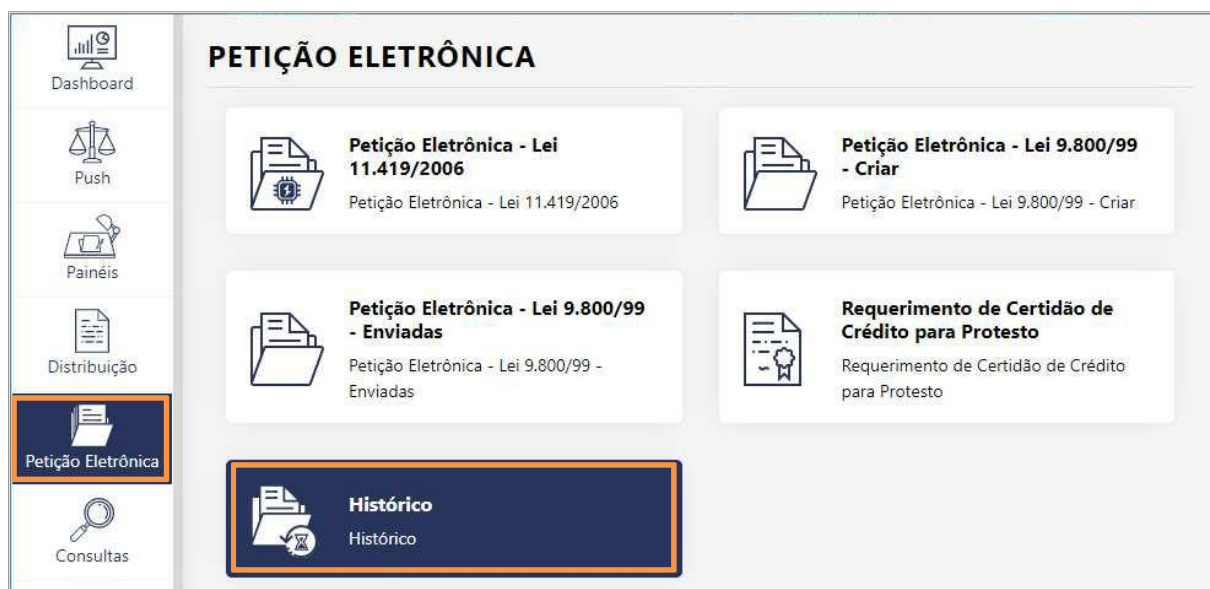 Dashboard
Push
Painéis
Distribuição
Petição Eletrônica
Consultas
PETIÇÃO ELETRÔNICA
Petição Eletrônica - Lei
11.419/2006
Petição Eletrônica - Lei 11.419/2006
Petição Eletrônica - Lei 9.800/99
- Criar
Petição Eletrônica - Lei 9.800/99 - Criar
Petição Eletrônica - Lei 9.800/99
- Enviadas
Petição Eletrônica - Lei 9.800/99 -
Enviadas
Requerimento de Certidão de
Crédito para Protesto
Requerimento de Certidão de Crédito
para Protesto
Histórico
Histórico